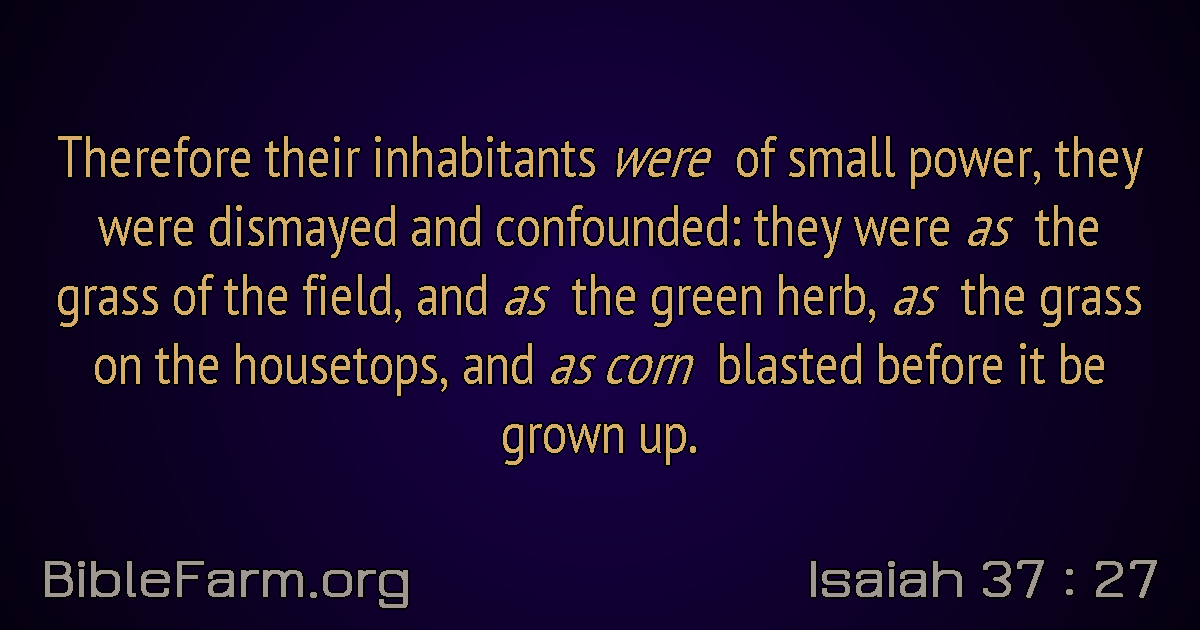 Therefore their inhabitants were of small power, they
were dismayed and confounded: they were as the
grass of the field, and as the green herb, as the grass
on the housetops, and as corn blasted before it be
grown up.
BibleFarm.org
Isaiah 37 : 27